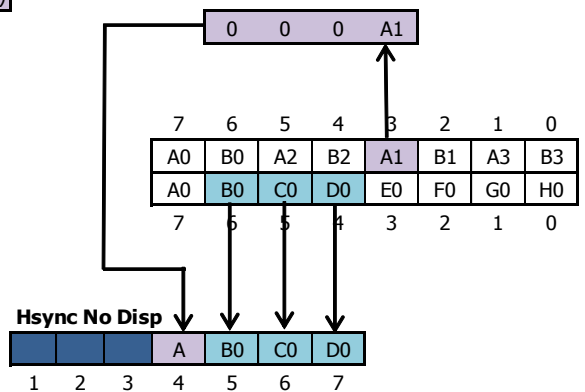 0 0 0 A1
7 6 5 4 3 2 1 0
A0 B0 A2 B2 A1 B1 A3 B3
A0 B0 C0 D0 E0 F0 G0 H0
7 6 5 4 3 2 1 0
Hsync No Disp
A B0 C0 D0
1 2 3 4 5 6 7